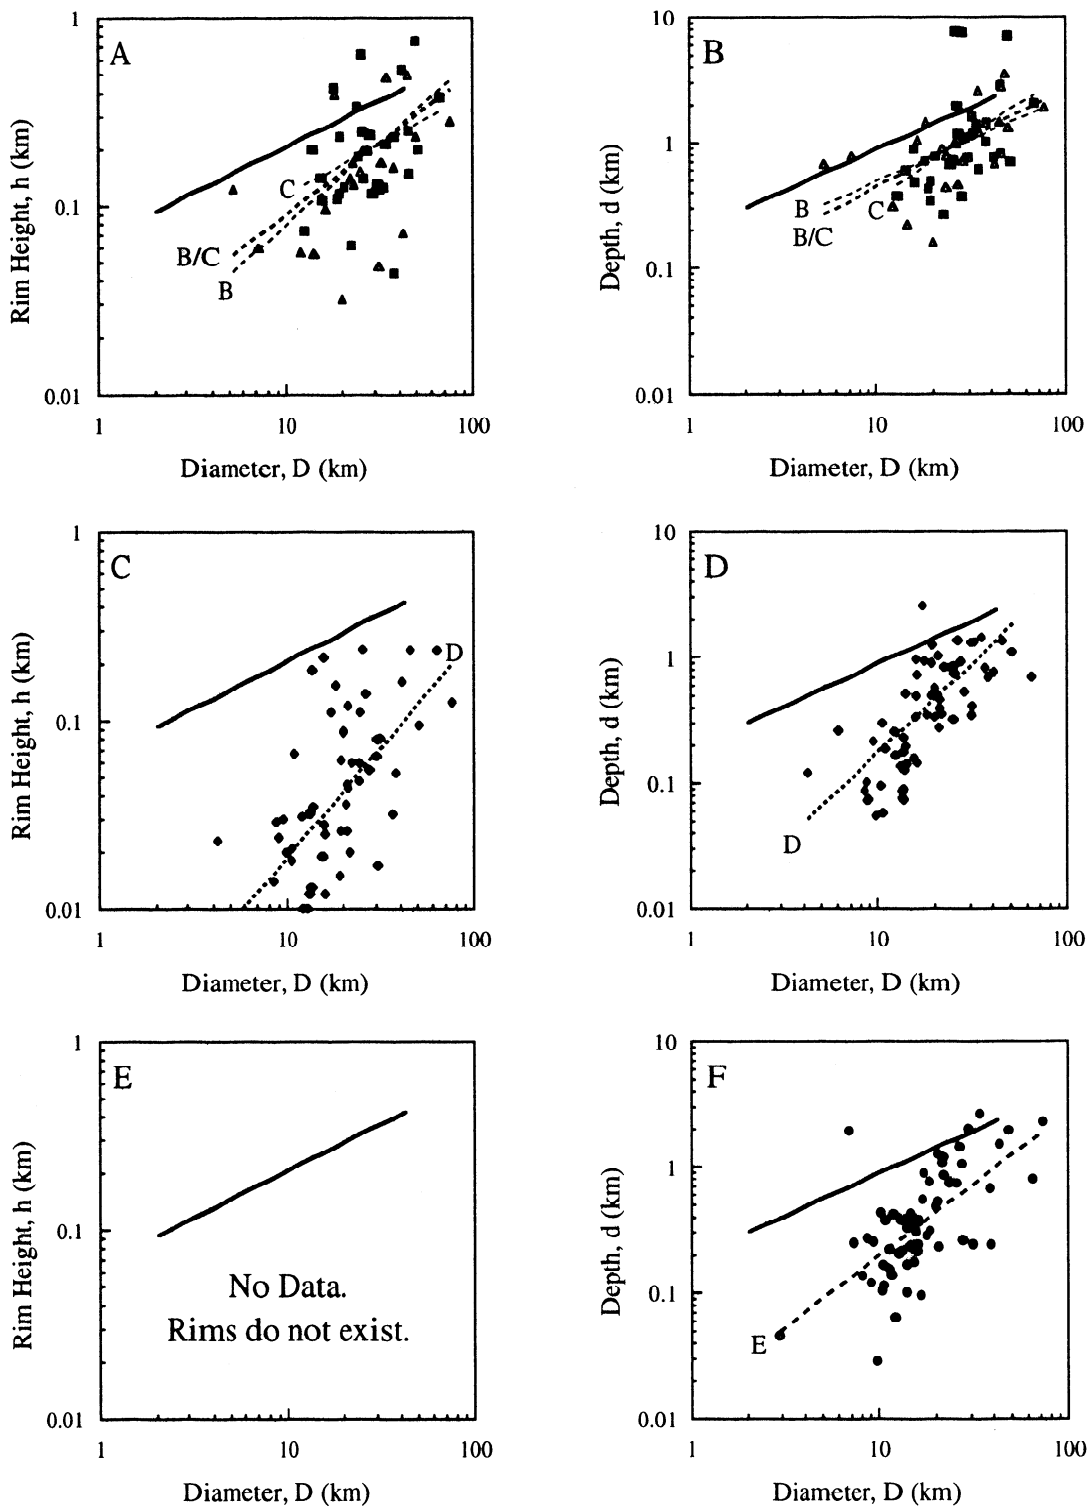 1
A
0.1
0.01
C
B/C
B
1
10
100
Rim Height, h (km)
Diameter, D (km)
10
B
1
0.1
0.01
B
B/C
C
1
10
100
Depth, d (km)
Diameter, D (km)
1
C
0.1
0.01
D
1
10
100
Rim Height, h (km)
Diameter, D (km)
10
D
1
0.1
0.01
D
1
10
100
Depth, d (km)
Diameter, D (km)
1
E
0.1
0.01
No Data.
Rims do not exist.
1
10
100
Rim Height, h (km)
Diameter, D (km)
10
F
1
0.1
0.01
E
1
10
100
Depth, d (km)
Diameter, D (km)